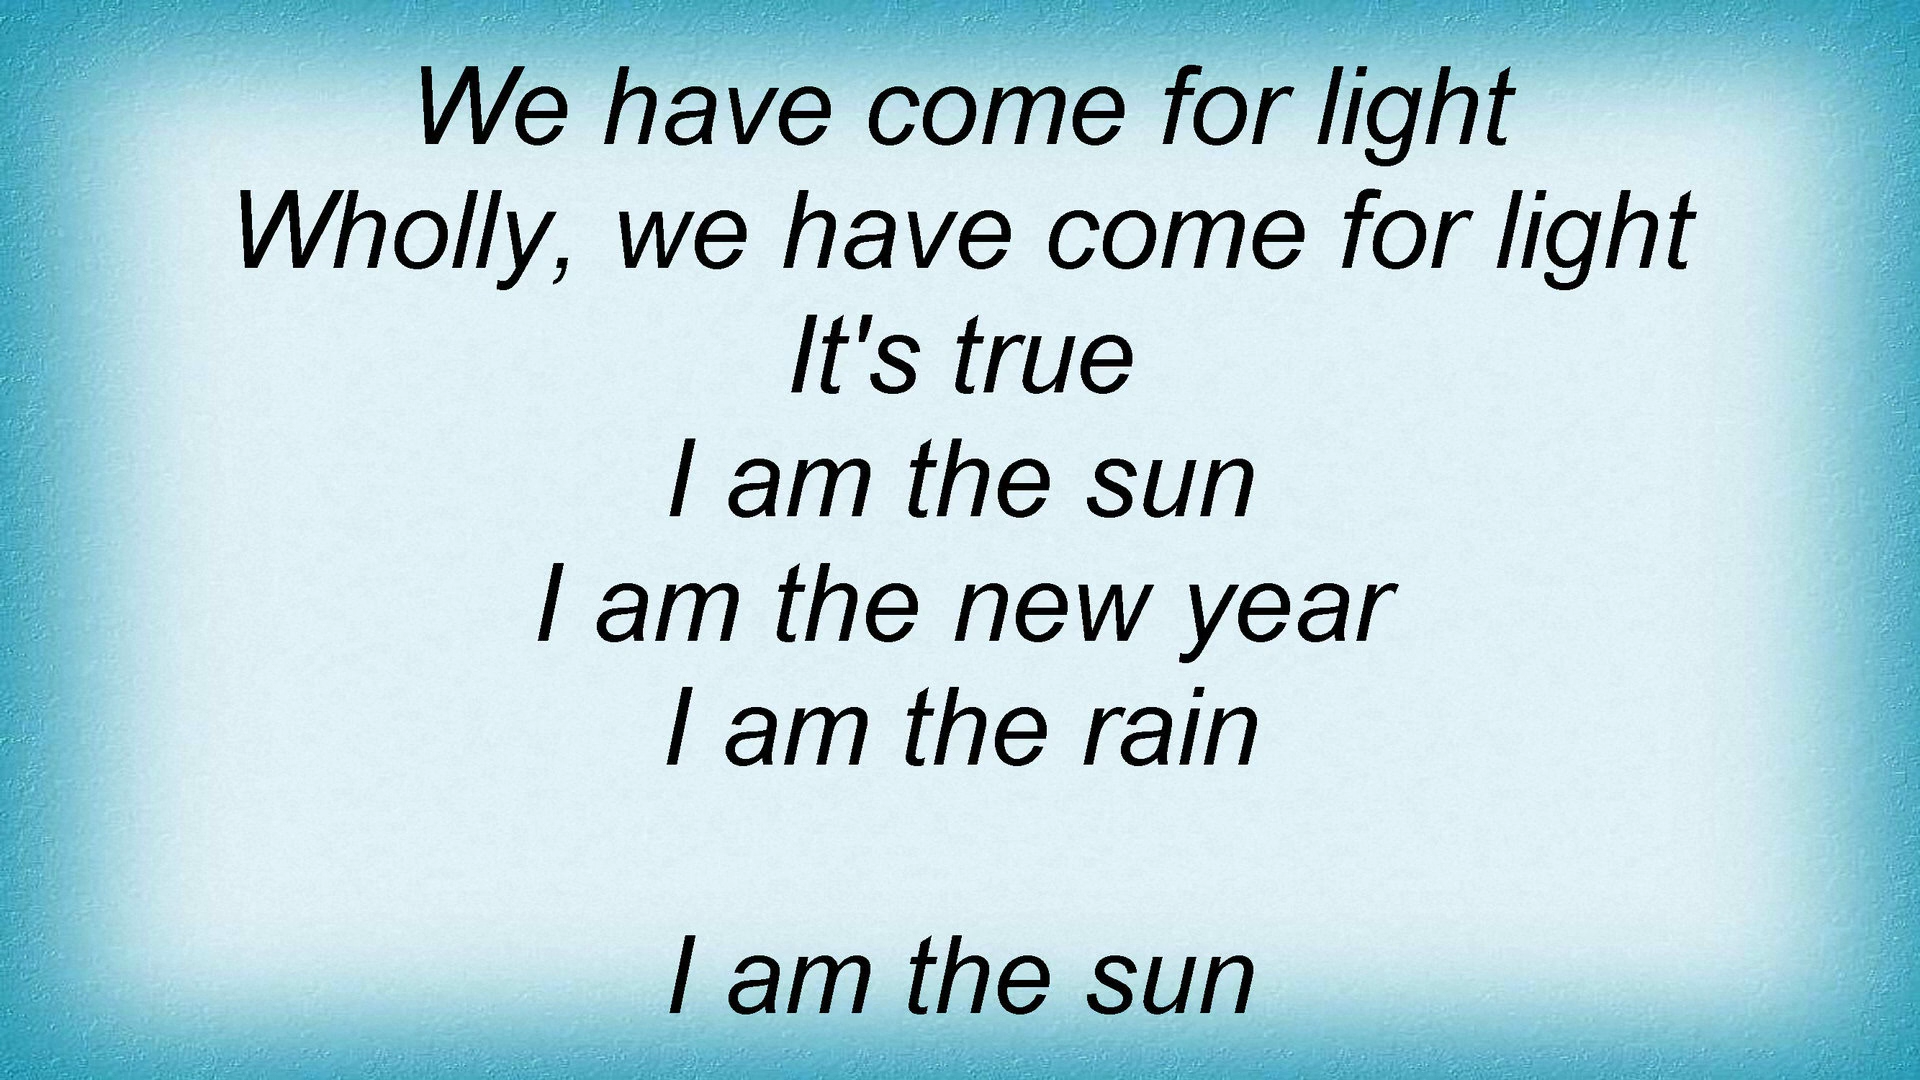 We have come for light
Wholly, we have come for light
It's true
I am the sun
I am the new year
I am the rain
I am the sun